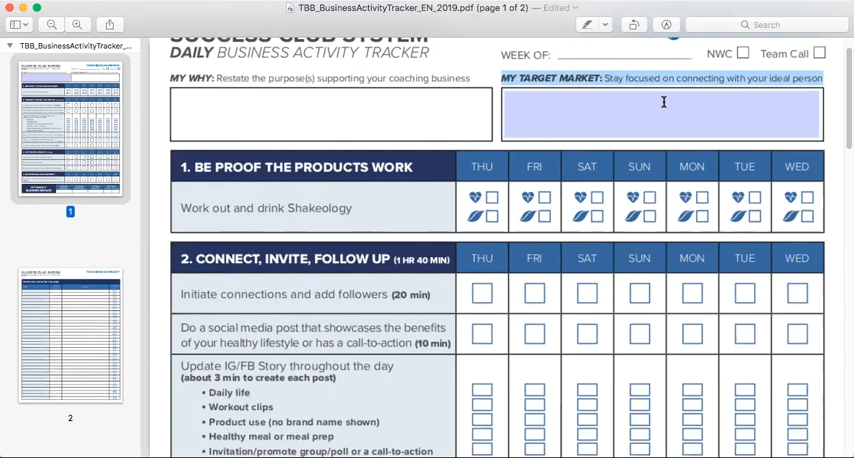 TBB_BusinessActivityTracker_EN_2019.pdf (page 1 of 2) — Edited
Search
TBB_BusinessActivityTracker_...
1
2
SUCCESS CLUB SYSTEM
DAILY BUSINESS ACTIVITY TRACKER
WEEK OF:
NWC
Team Call
MY WHY: Restate the purpose(s) supporting your coaching business
MY TARGET MARKET: Stay focused on connecting with your ideal person
1. BE PROOF THE PRODUCTS WORK THU FRI SAT SUN MON TUE WED
Work out and drink Shakeology
2. CONNECT, INVITE, FOLLOW UP (1 HR 40 MIN) THU FRI SAT SUN MON TUE WED
Initiate connections and add followers (20 min)
Do a social media post that showcases the benefits
of your healthy lifestyle or has a call-to-action (10 min)
Update IG/FB Story throughout the day
(about 3 min to create each post)
• Daily life
• Workout clips
• Product use (no brand name shown)
• Healthy meal or meal prep
• Invitation/promote group/poll or a call-to-action